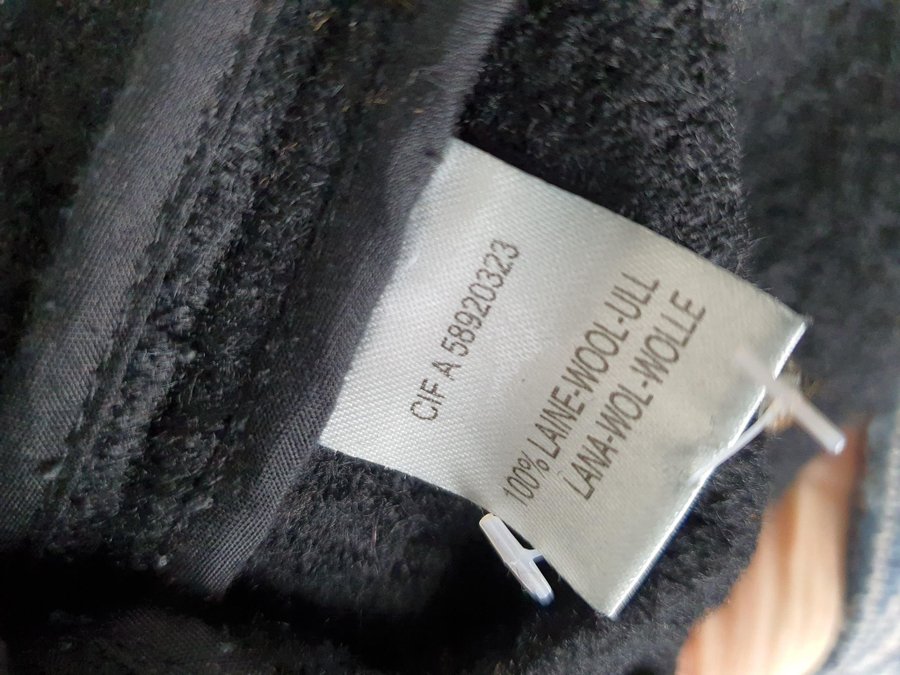 CIF A 58920323
100% LAINE-WOOL-ULL
LANA-WOL-WOLLE